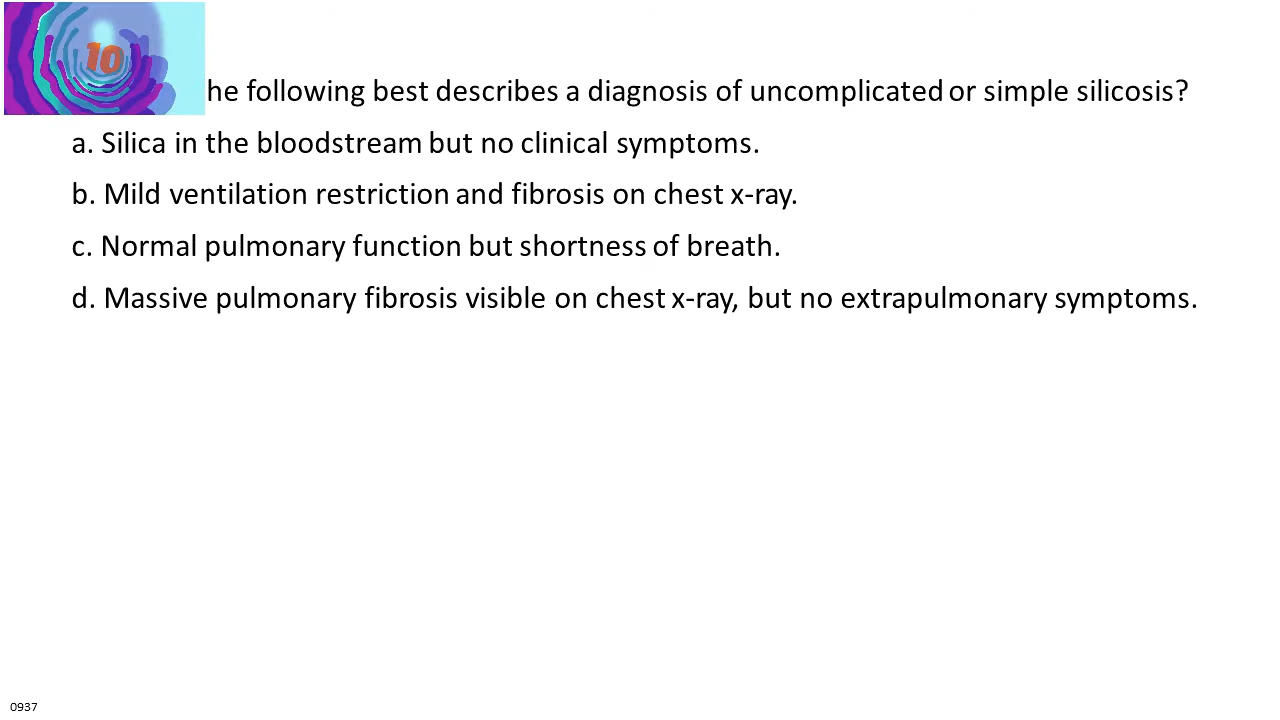 10
he following best describes a diagnosis of uncomplicated or simple silicosis?
a. Silica in the bloodstream but no clinical symptoms.
b. Mild ventilation restriction and fibrosis on chest x-ray.
c. Normal pulmonary function but shortness of breath.
d. Massive pulmonary fibrosis visible on chest x-ray, but no extrapulmonary symptoms.
0937